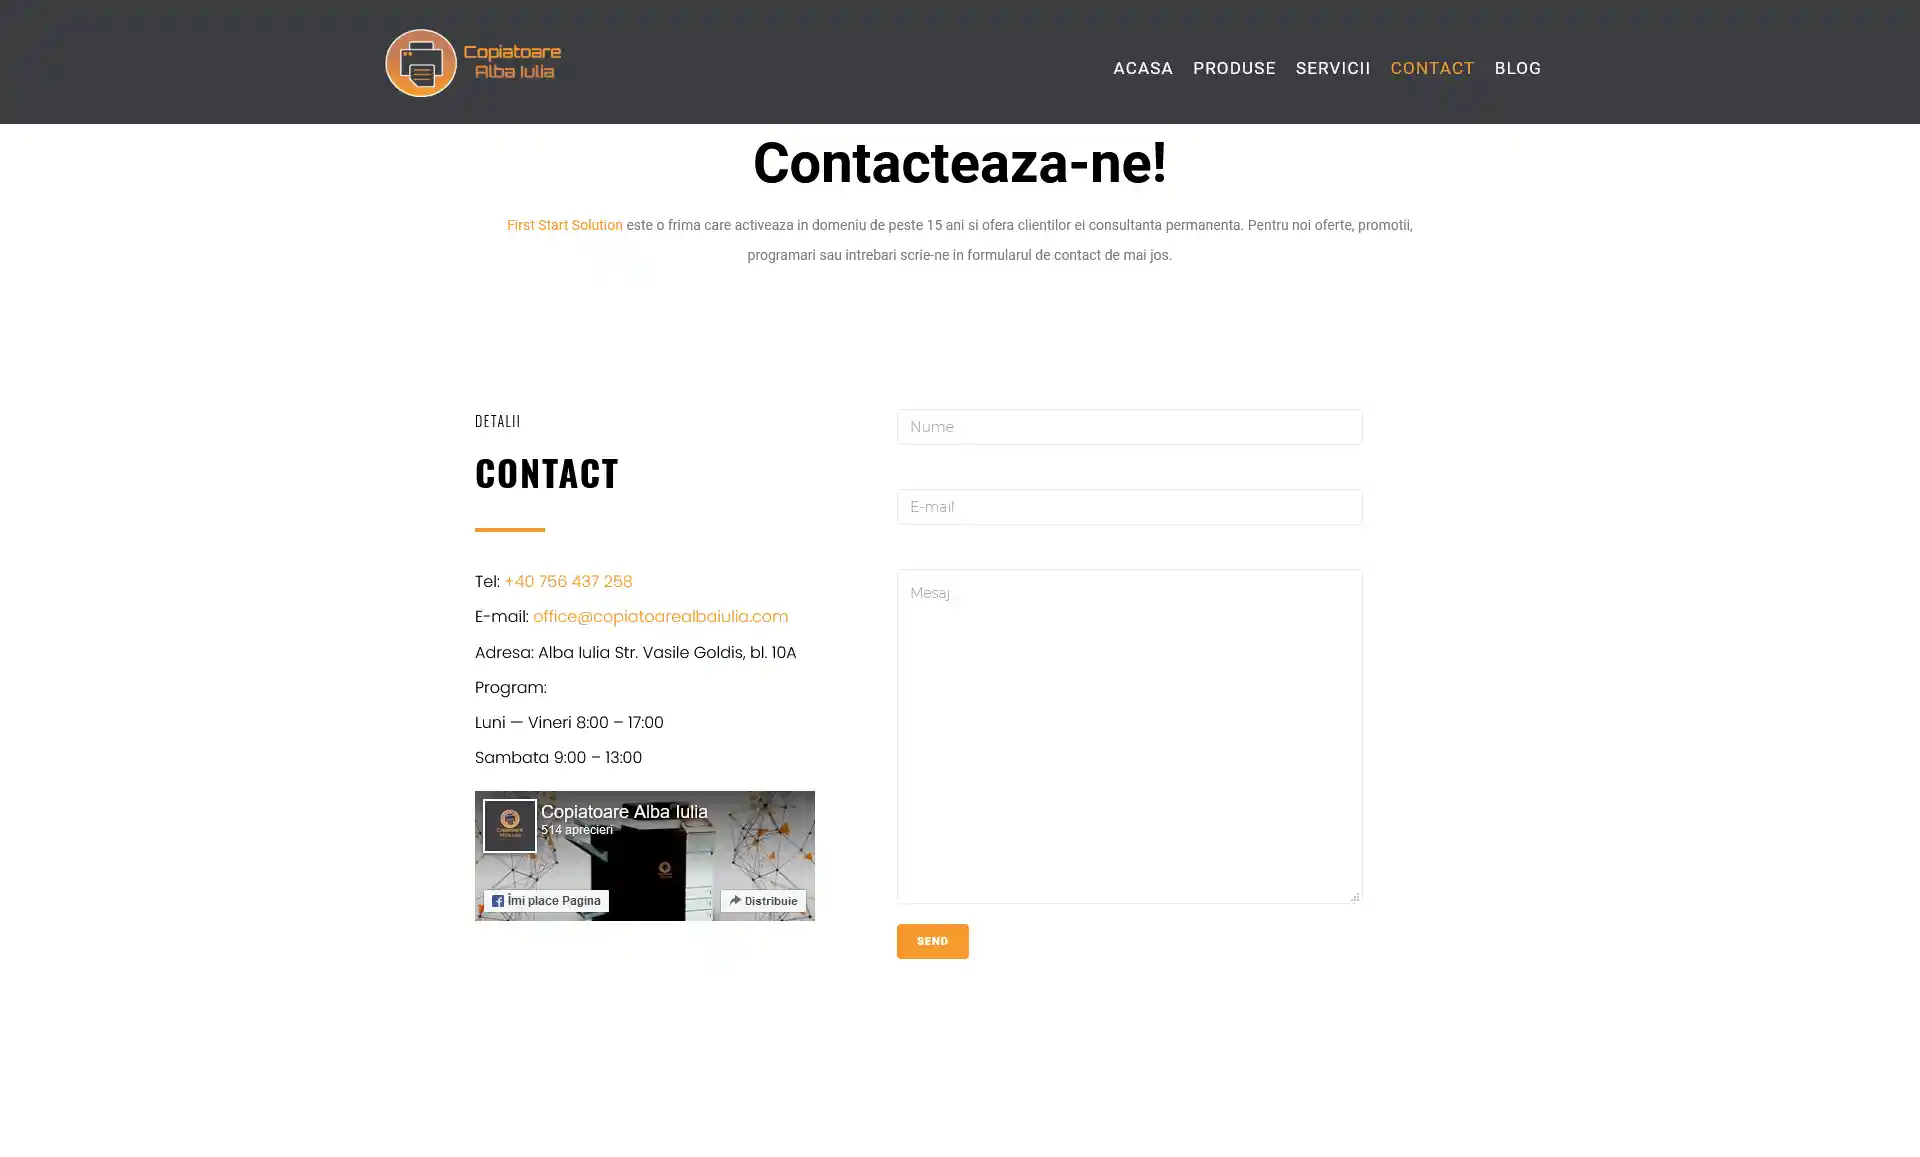 Copiatoare
Alba Iulia
ACASA PRODUSE SERVICII CONTACT BLOG
Contacteaza-ne!
First Start Solution este o frima care activeaza in domeniu de peste 15 ani si ofera clientilor ei consultanta permanenta. Pentru noi oferte, promotii,
programari sau intrebari scrie-ne in formularul de contact de mai jos.
DETALII
CONTACT
Tel: +40 756 437 258
E-mail: office@copiatoarealbaiulia.com
Adresa: Alba Iulia Str. Vasile Goldis, bl. 10A
Program:
Luni — Vineri 8:00 – 17:00
Sambata 9:00 – 13:00
Copiatoare Alba Iulia
514 aprecieri
Îmi place Pagina
Distribuie
Nume
E-mail
Mesaj
SEND